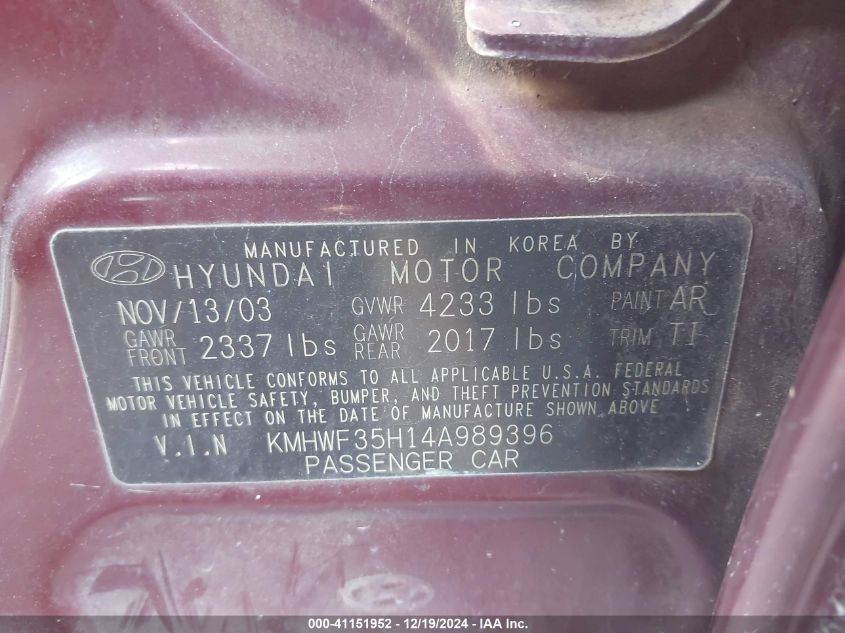 MANUFACTURED IN KOREA BY
HYUNDAI MOTOR COMPANY
NOV/13/03 GVWR 4233 lbs PAINT AR
GAWR FRONT 2337 lbs GAWR REAR 2017 lbs TRIM TI
THIS VEHICLE CONFORMS TO ALL APPLICABLE U.S.A. FEDERAL
MOTOR VEHICLE SAFETY, BUMPER, AND THEFT PREVENTION STANDARDS
IN EFFECT ON THE DATE OF MANUFACTURE SHOWN ABOVE
V.I.N KMHWF35H14A989396
PASSENGER CAR
000-41151952 - 12/19/2024 - IAA Inc.